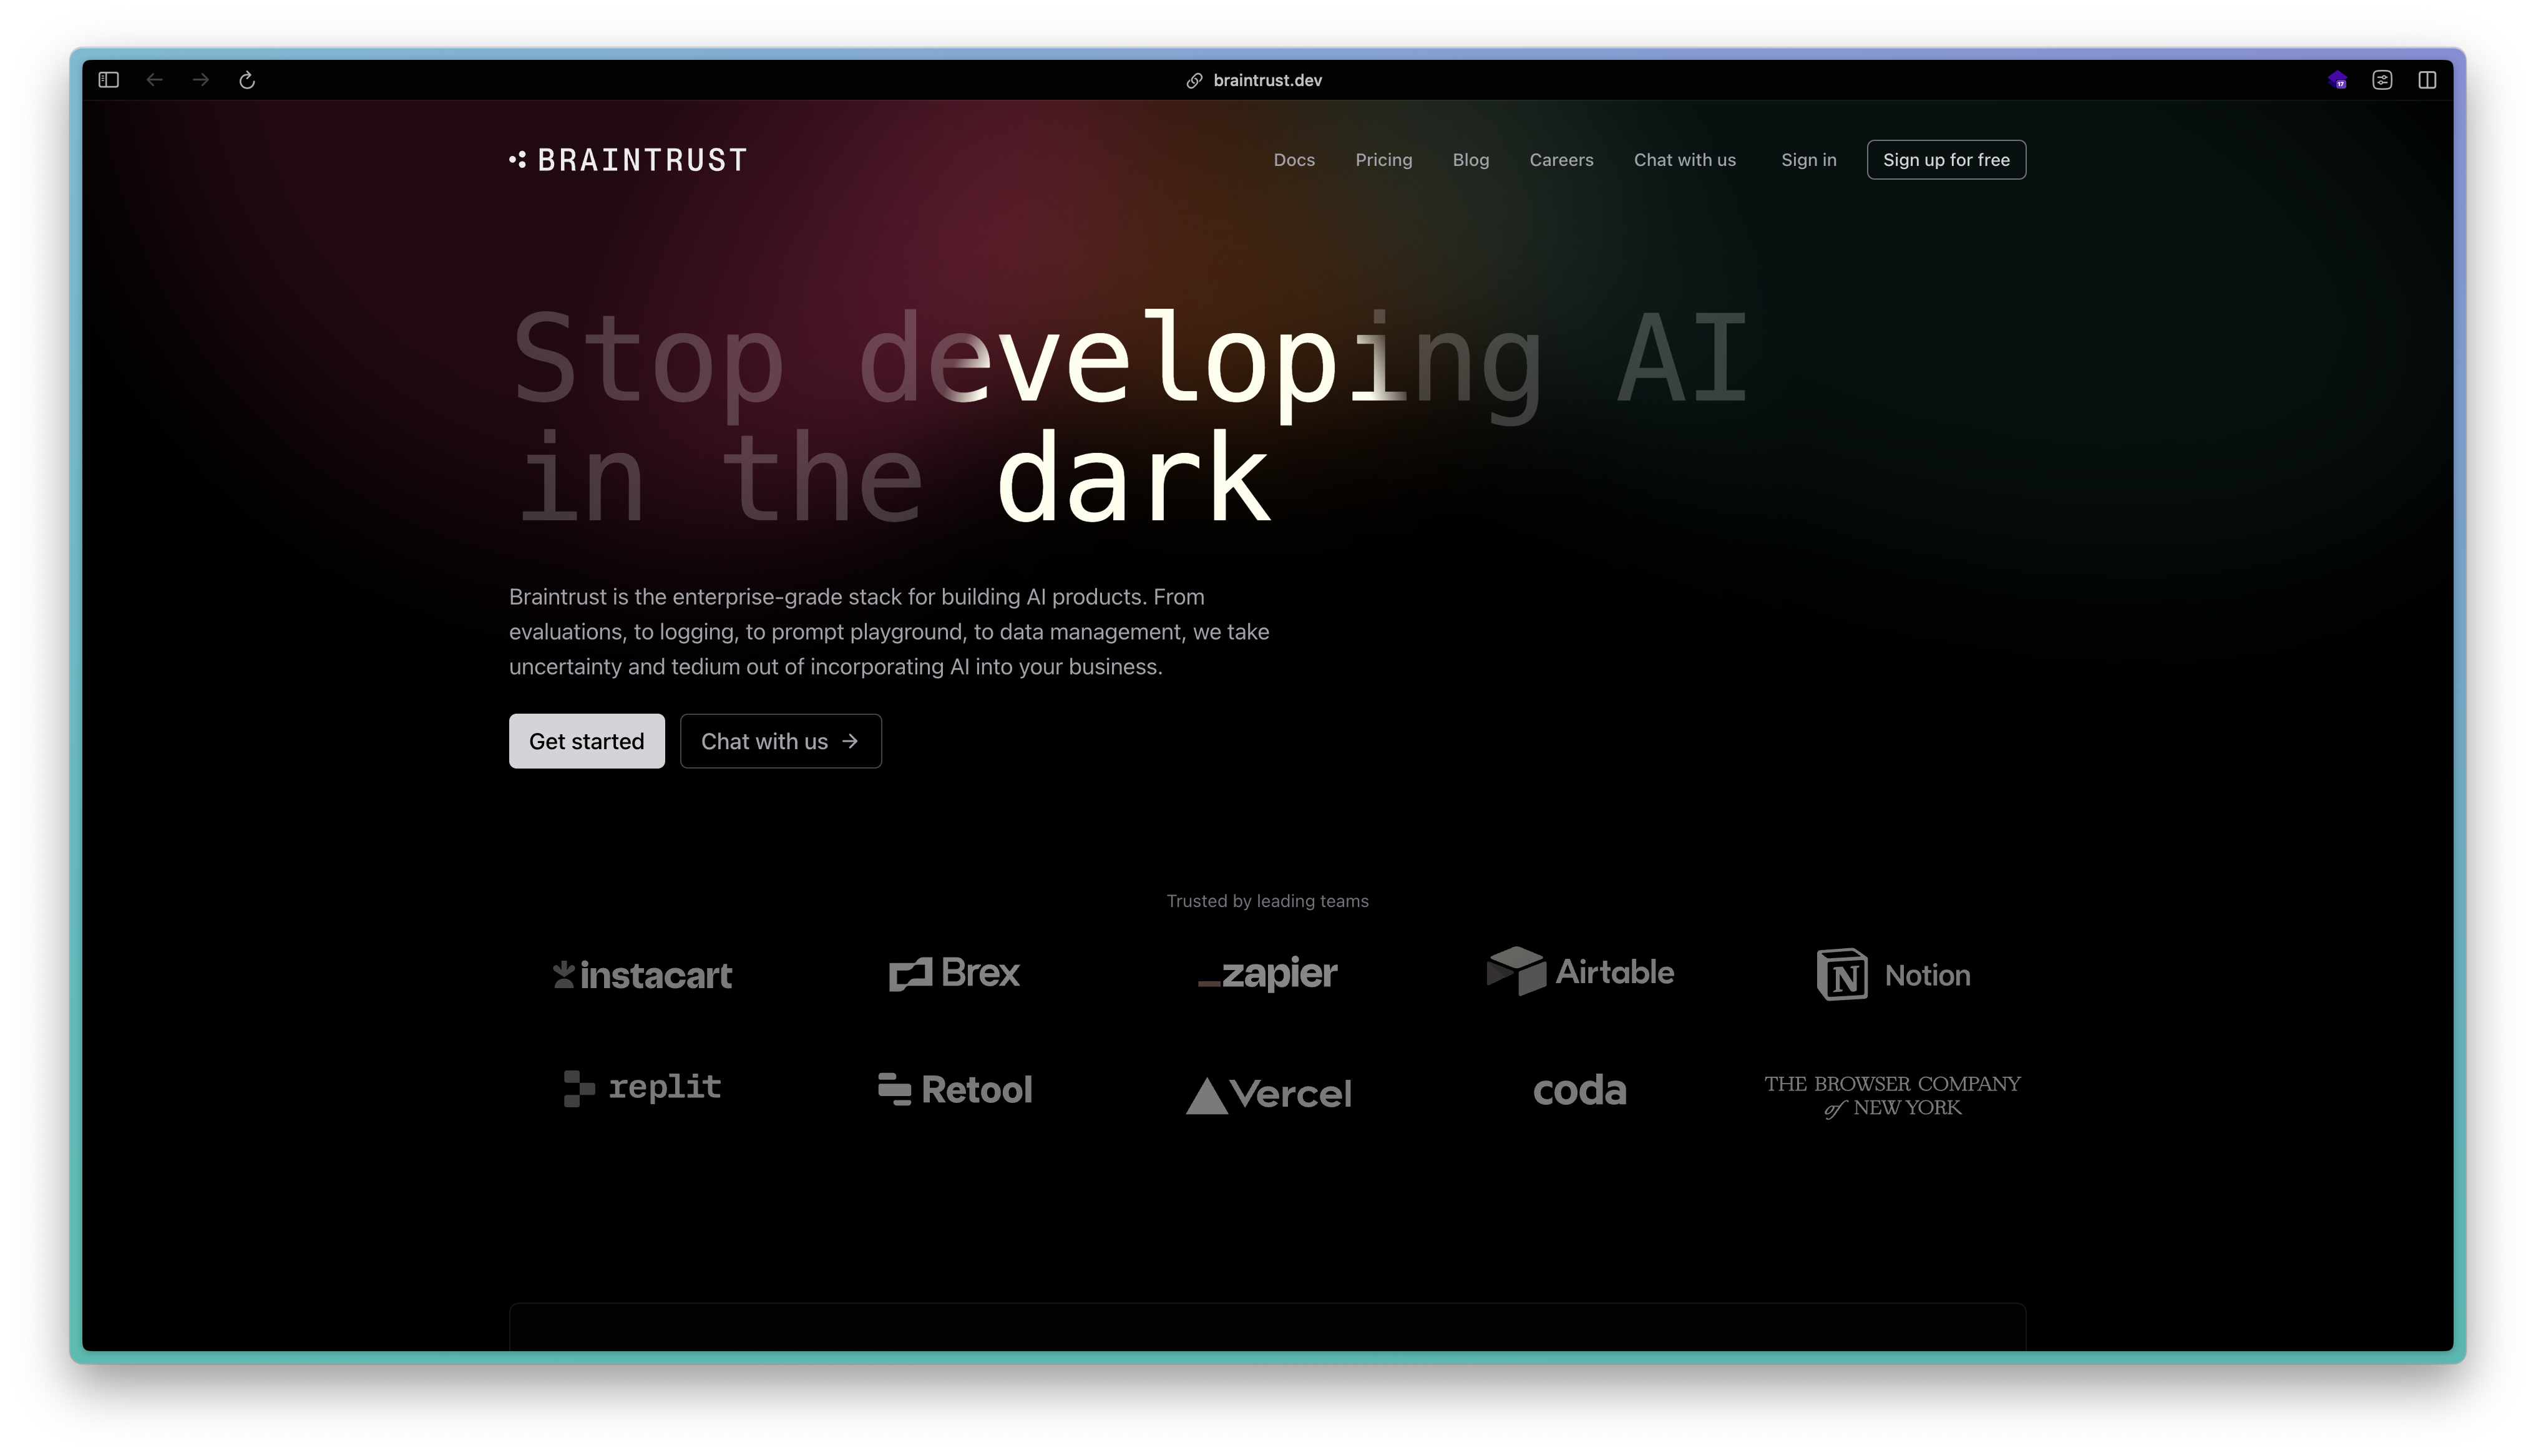 braintrust.dev
17
BRAINTRUST
Docs Pricing Blog Careers Chat with us Sign in Sign up for free
Stop developing AI
in the dark
Braintrust is the enterprise-grade stack for building AI products. From
evaluations, to logging, to prompt playground, to data management, we take
uncertainty and tedium out of incorporating AI into your business.
Get started Chat with us →
Trusted by leading teams
instacart Brex _zapier Airtable N Notion
replit Retool Vercel coda THE BROWSER COMPANY
of NEW YORK